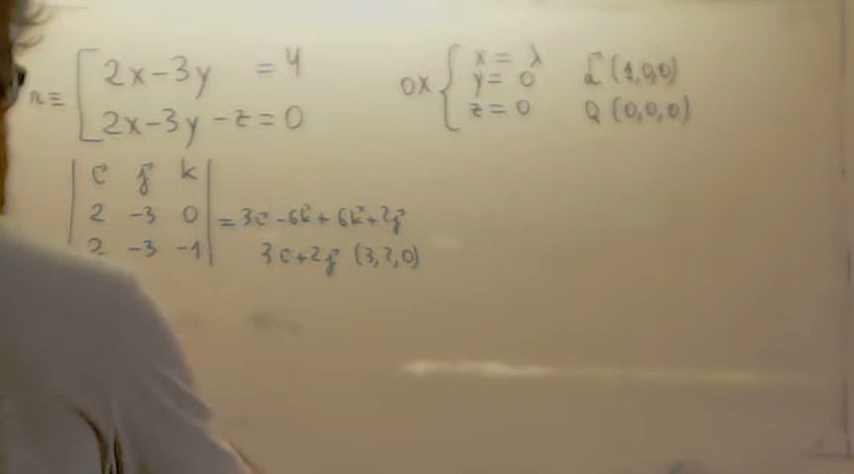 r ≡ [ 2x-3y = 4
2x-3y-z = 0
OX { x = λ
y = 0
z = 0
d⃗ (1,0,0)
Q (0,0,0)
| i⃗ j⃗ k |
| 2 -3 0 | = 3i⃗ - 6k⃗ + 6k⃗ + 2j⃗
| 2 -3 -1 | 3i + 2j⃗ (3,2,0)